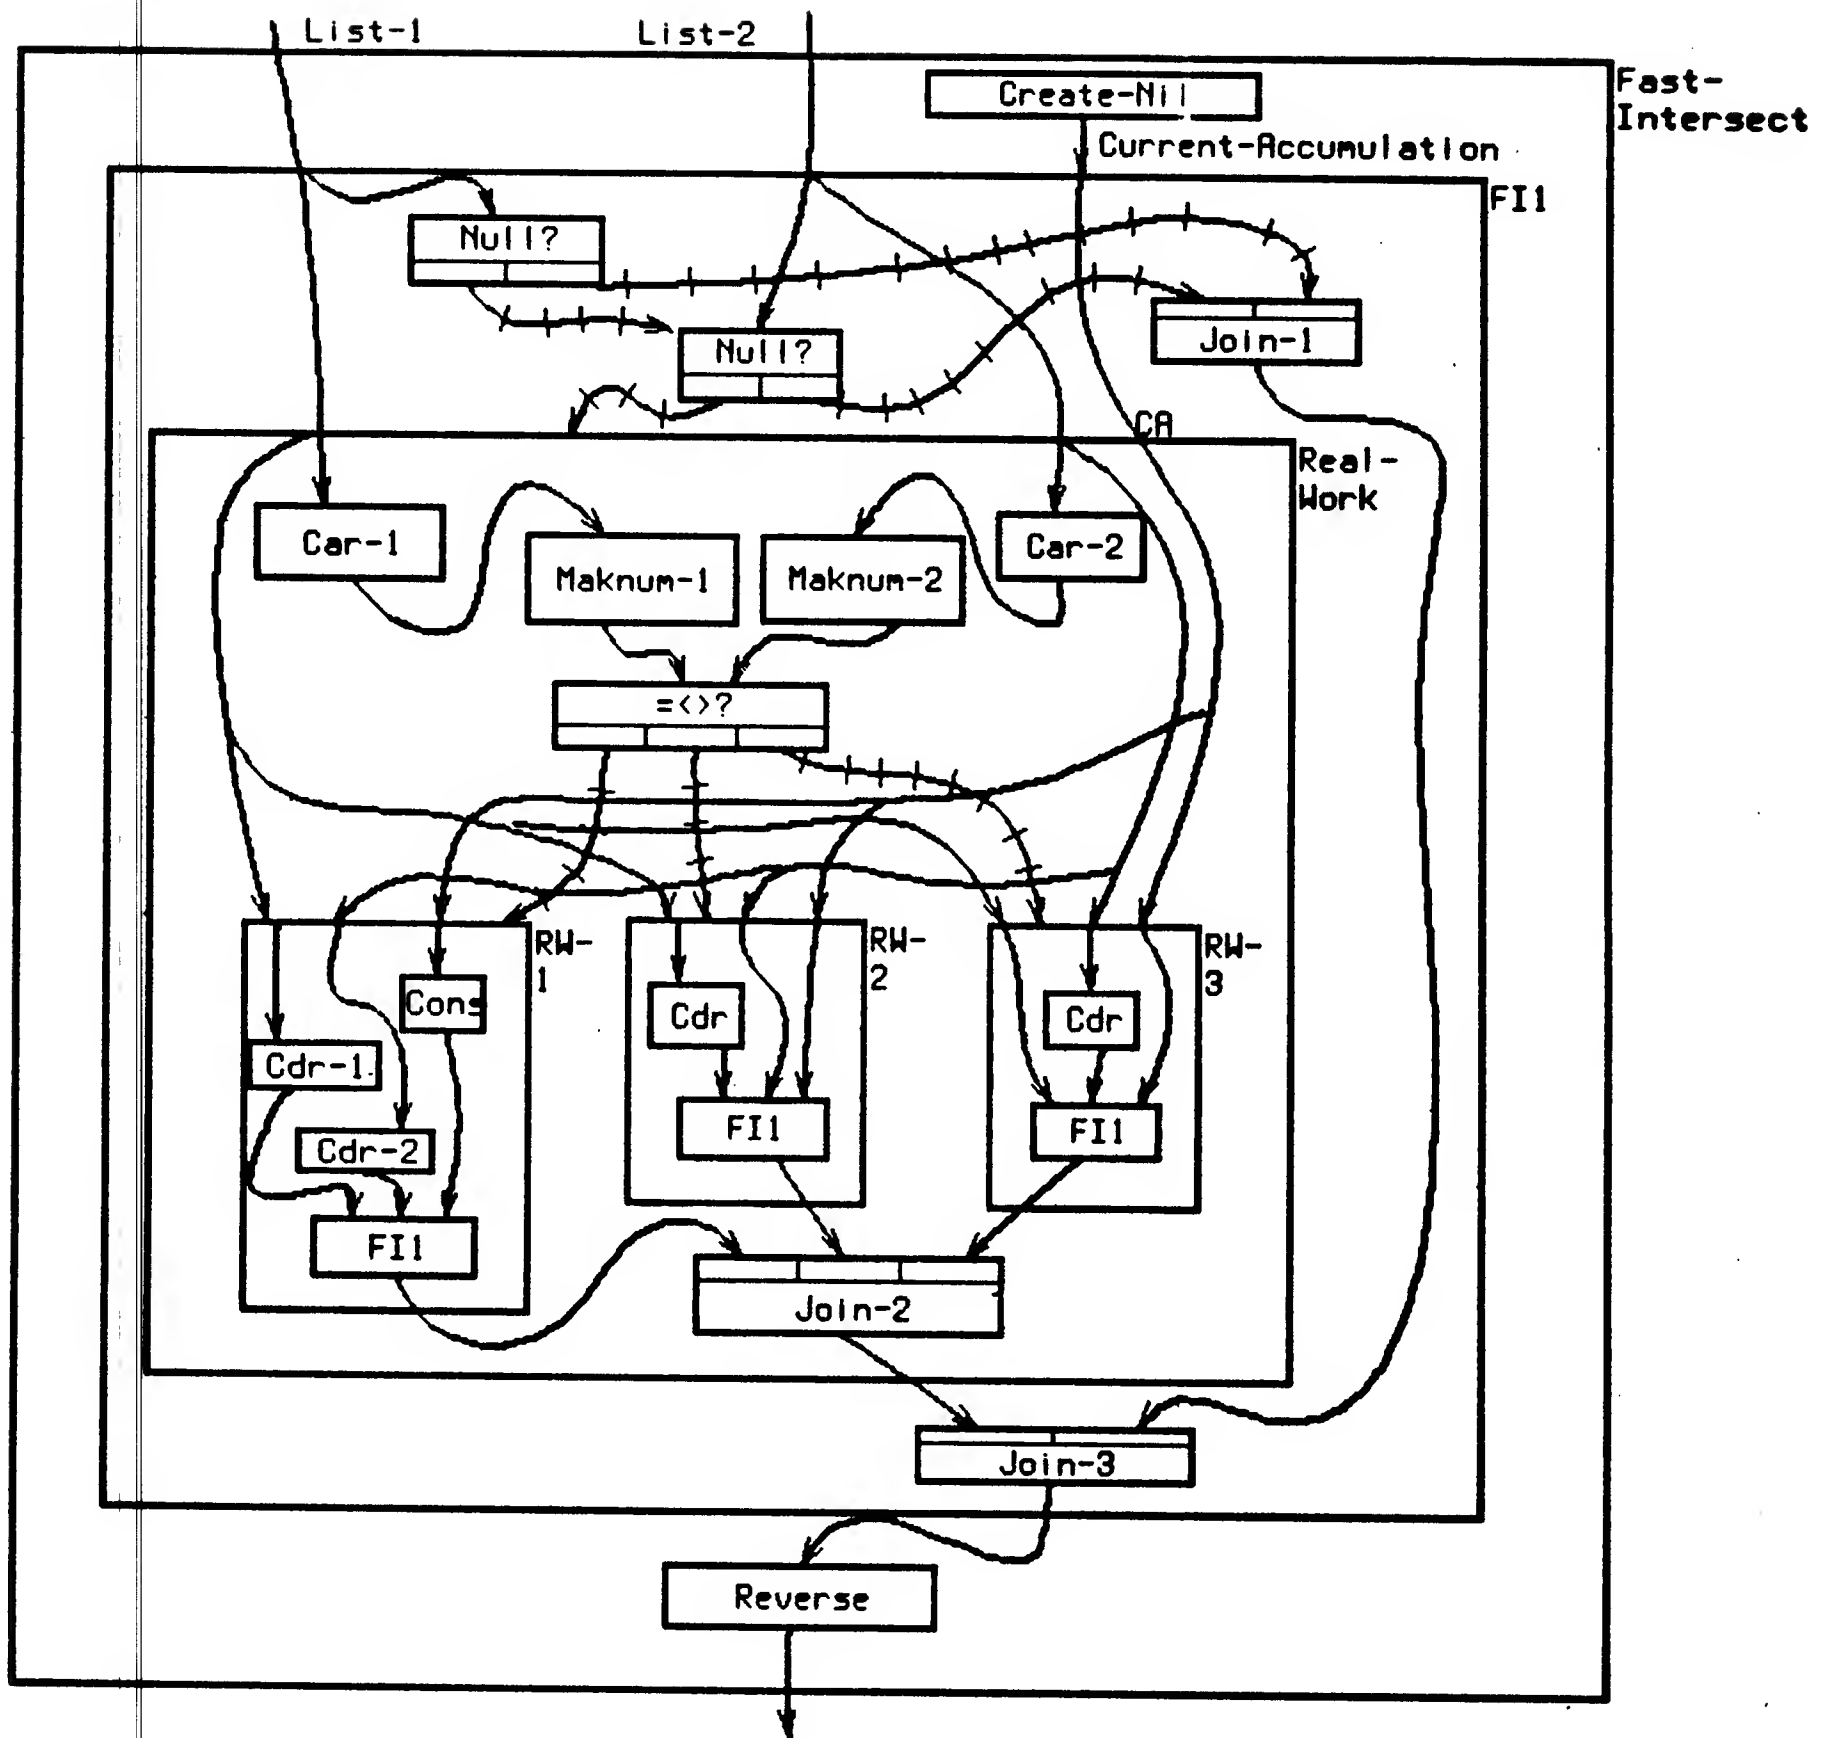 List-1
List-2
Create-Nil
Fast-
Intersect
Current-Accumulation
FI1
Null?
Null?
Join-1
CA
Real-
Work
Car-1
Maknum-1
Maknum-2
Car-2
=<>?
RW-
1
RW-
2
RW-
3
Cons
Cdr
Cdr
Cdr-1
FI1
FI1
Cdr-2
FI1
Join-2
Join-3
Reverse